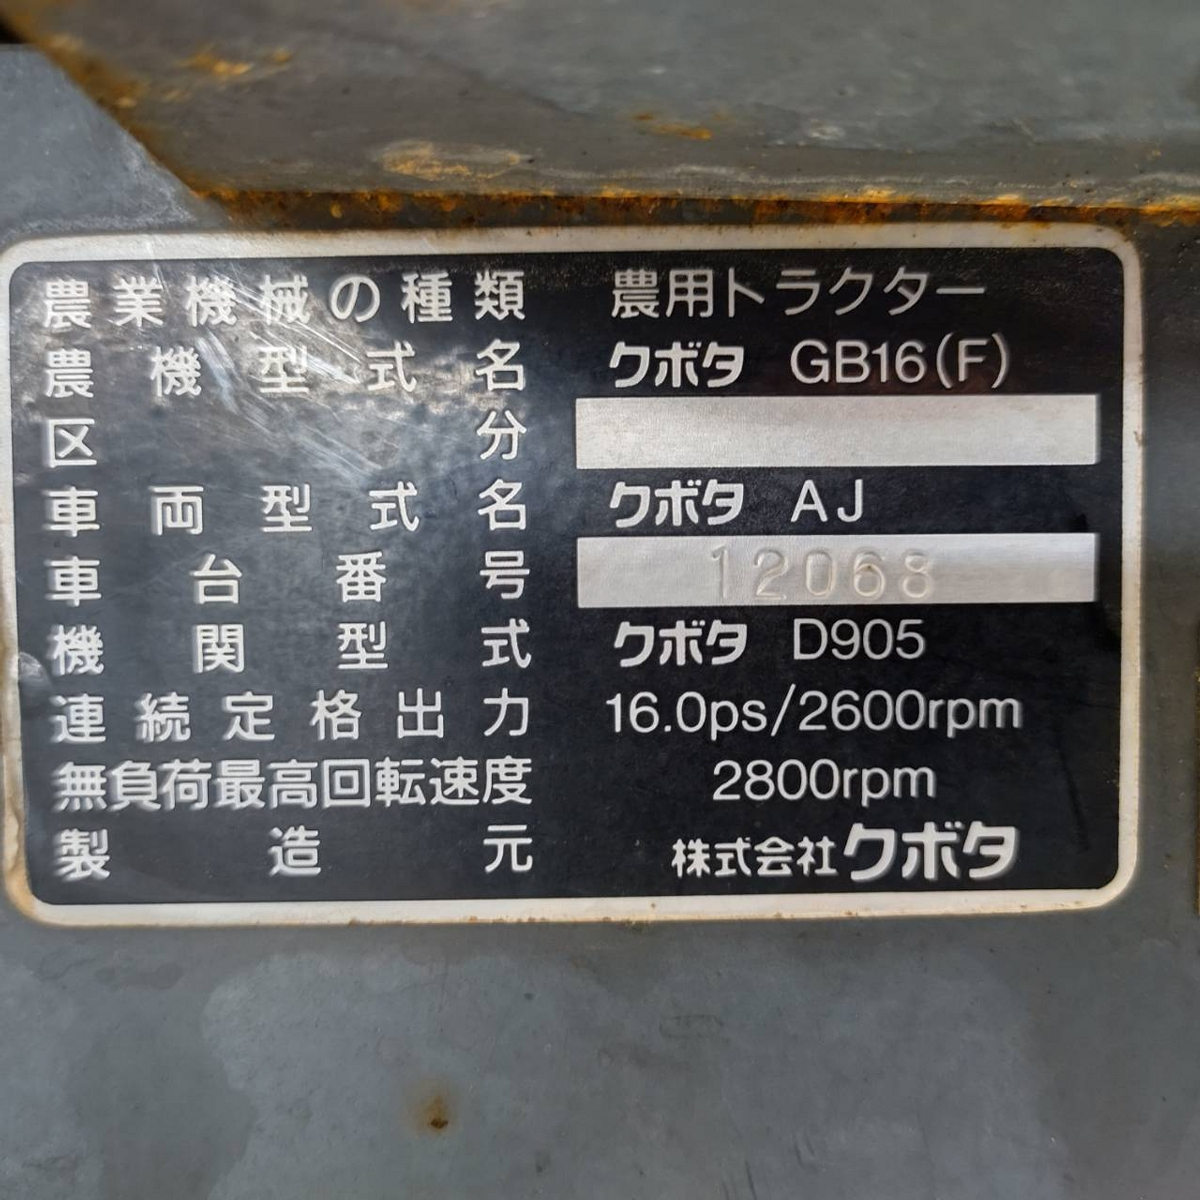 農業機械の種類 農用トラクター
農機型式名 クボタ GB16(F)
区分
車両型式名 クボタ AJ
車台番号 12068
機関型式 クボタ D905
連続定格出力 16.0ps/2600rpm
無負荷最高回転速度 2800rpm
製造元 株式会社クボタ